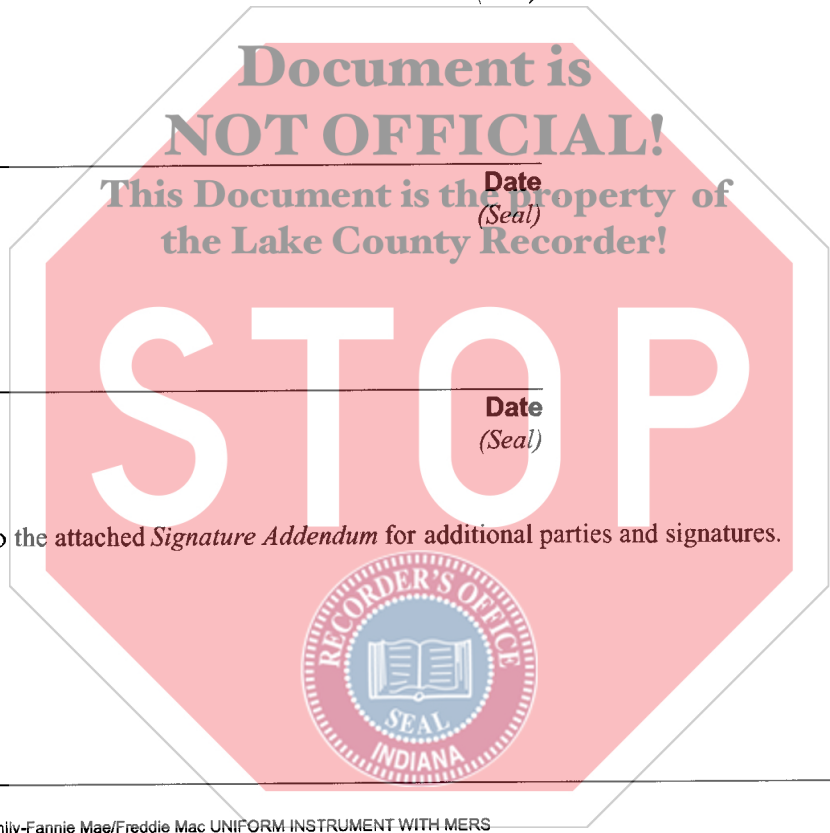 Document is
NOT OFFICIAL!
This Document is the property of
the Lake County Recorder!
Date
(Seal)
STOP
Date
(Seal)
the attached Signature Addendum for additional parties and signatures.
RECORDER'S OFFICE
SEAL
INDIANA
Fannie Mae/Freddie Mac UNIFORM INSTRUMENT WITH MERS